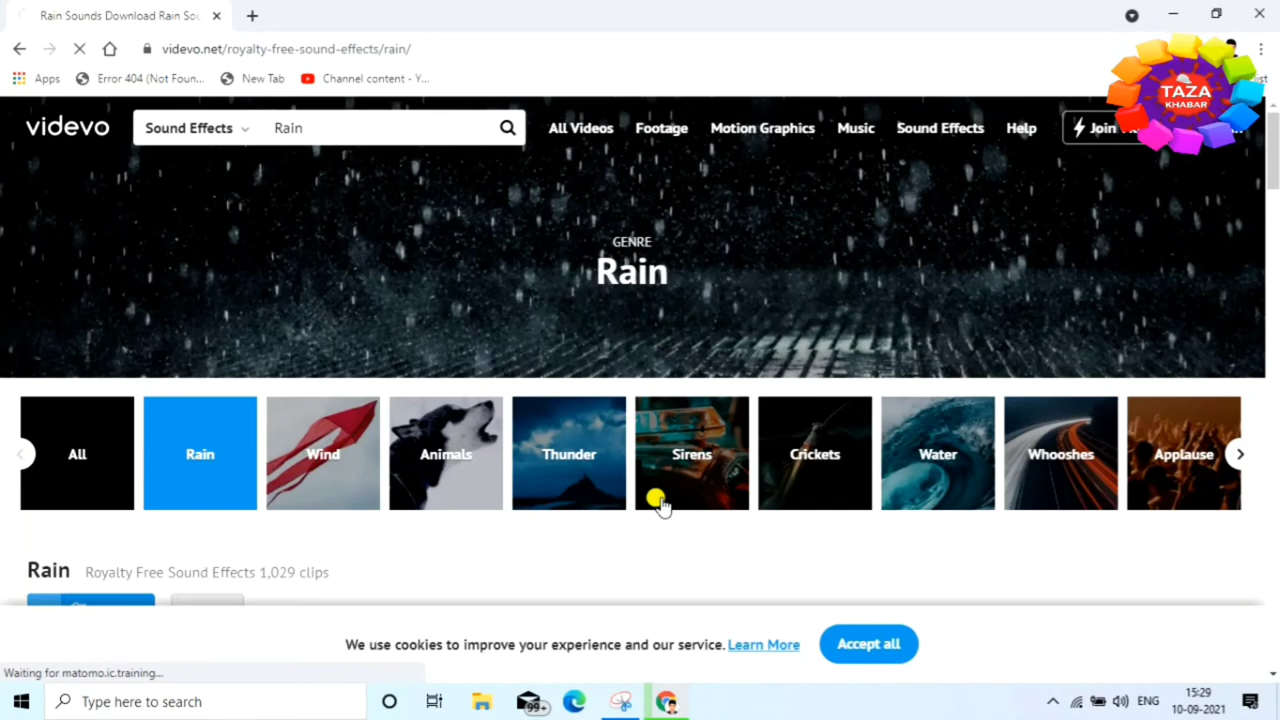 Rain Sounds Download Rain Sou
videvo.net/royalty-free-sound-effects/rain/
Apps Error 404 (Not Foun... New Tab Channel content - Y...
TAZA
KHABAR
videvo Sound Effects Rain All Videos Footage Motion Graphics Music Sound Effects Help Join
GENRE
Rain
All Rain Wind Animals Thunder Sirens Crickets Water Whooshes Applause
Rain Royalty Free Sound Effects 1,029 clips
We use cookies to improve your experience and our service. Learn More Accept all
Waiting for matomo.ic.training...
Type here to search 99+ ENG 15:29
10-09-2021